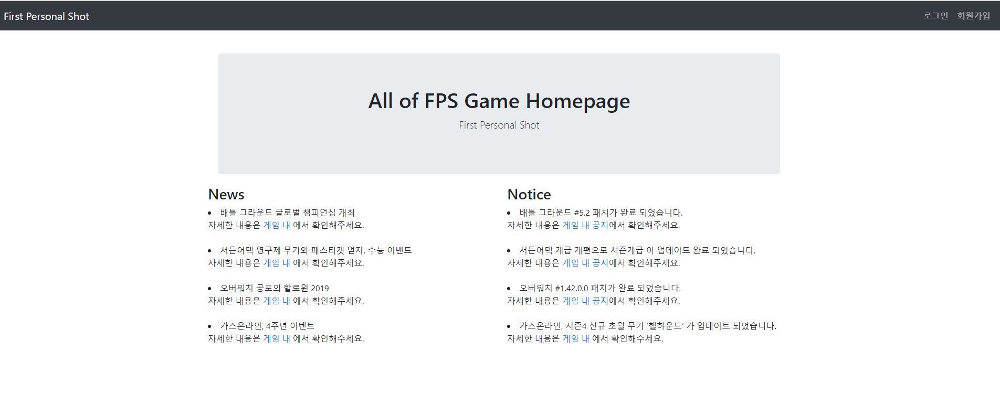 First Personal Shot
로그인 회원가입
All of FPS Game Homepage
First Personal Shot
News
• 배틀 그라운드 글로벌 챔피언십 개최
자세한 내용은 게임 내 에서 확인해주세요.
• 서든어택 영구제 무기와 패스티켓 얻자, 수능 이벤트
자세한 내용은 게임 내 에서 확인해주세요.
• 오버워치 공포의 할로윈 2019
자세한 내용은 게임 내 에서 확인해주세요.
• 카스온라인, 4주년 이벤트
자세한 내용은 게임 내 에서 확인해주세요.
Notice
• 배틀 그라운드 #5.2 패치가 완료 되었습니다.
자세한 내용은 게임 내 공지에서 확인해주세요.
• 서든어택 계급 개편으로 시즌계급 이 업데이트 완료 되었습니다.
자세한 내용은 게임 내 공지에서 확인해주세요.
• 오버워치 #1.42.0.0 패치가 완료 되었습니다.
자세한 내용은 게임 내 공지에서 확인해주세요.
• 카스온라인, 시즌4 신규 초월 무기 ‘헬하운드’ 가 업데이트 되었습니다.
자세한 내용은 게임 내 에서 확인해주세요.